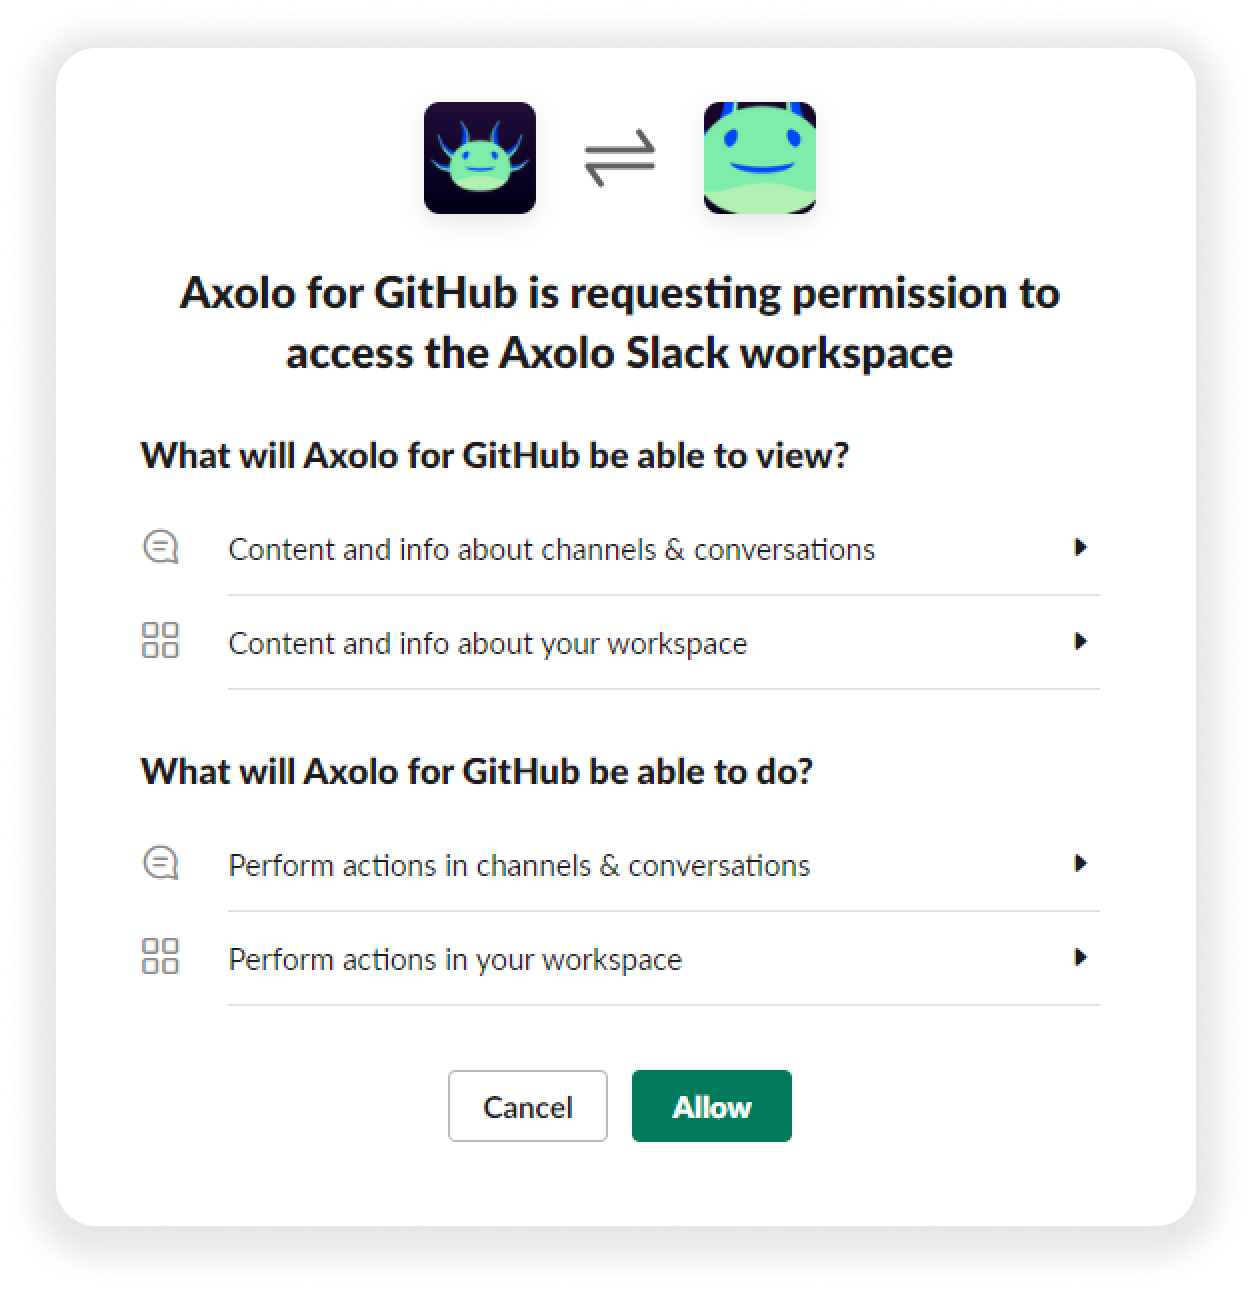 Axolo for GitHub is requesting permission to
access the Axolo Slack workspace
What will Axolo for GitHub be able to view?
Content and info about channels & conversations
Content and info about your workspace
What will Axolo for GitHub be able to do?
Perform actions in channels & conversations
Perform actions in your workspace
Cancel
Allow